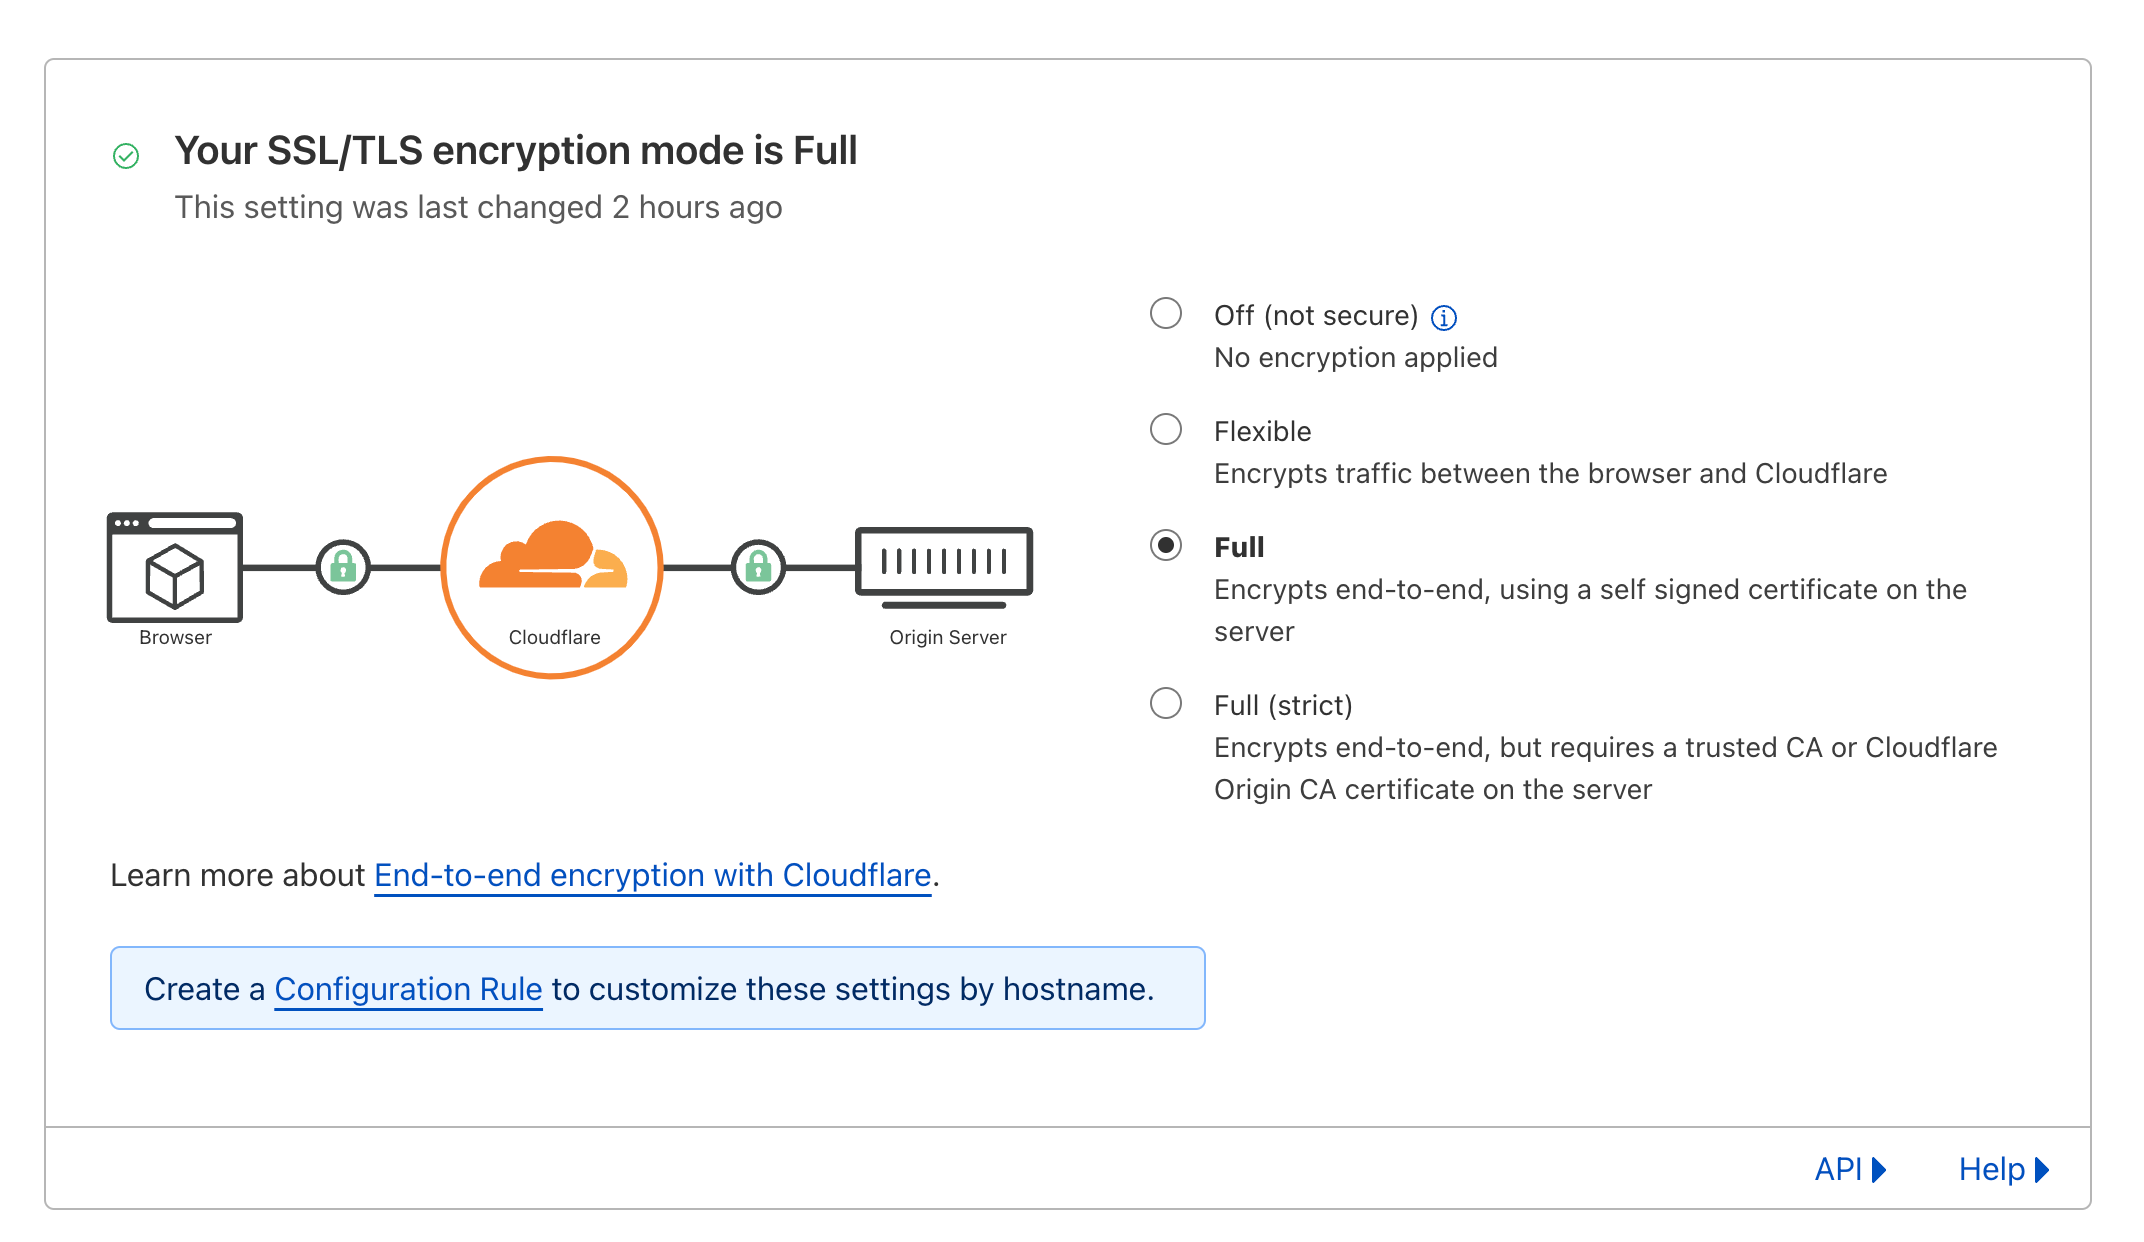 Your SSL/TLS encryption mode is Full
This setting was last changed 2 hours ago
Off (not secure)
No encryption applied
Flexible
Encrypts traffic between the browser and Cloudflare
Full
Encrypts end-to-end, using a self signed certificate on the
server
Full (strict)
Encrypts end-to-end, but requires a trusted CA or Cloudflare
Origin CA certificate on the server
Browser
Cloudflare
Origin Server
Learn more about End-to-end encryption with Cloudflare.
Create a Configuration Rule to customize these settings by hostname.
API
Help